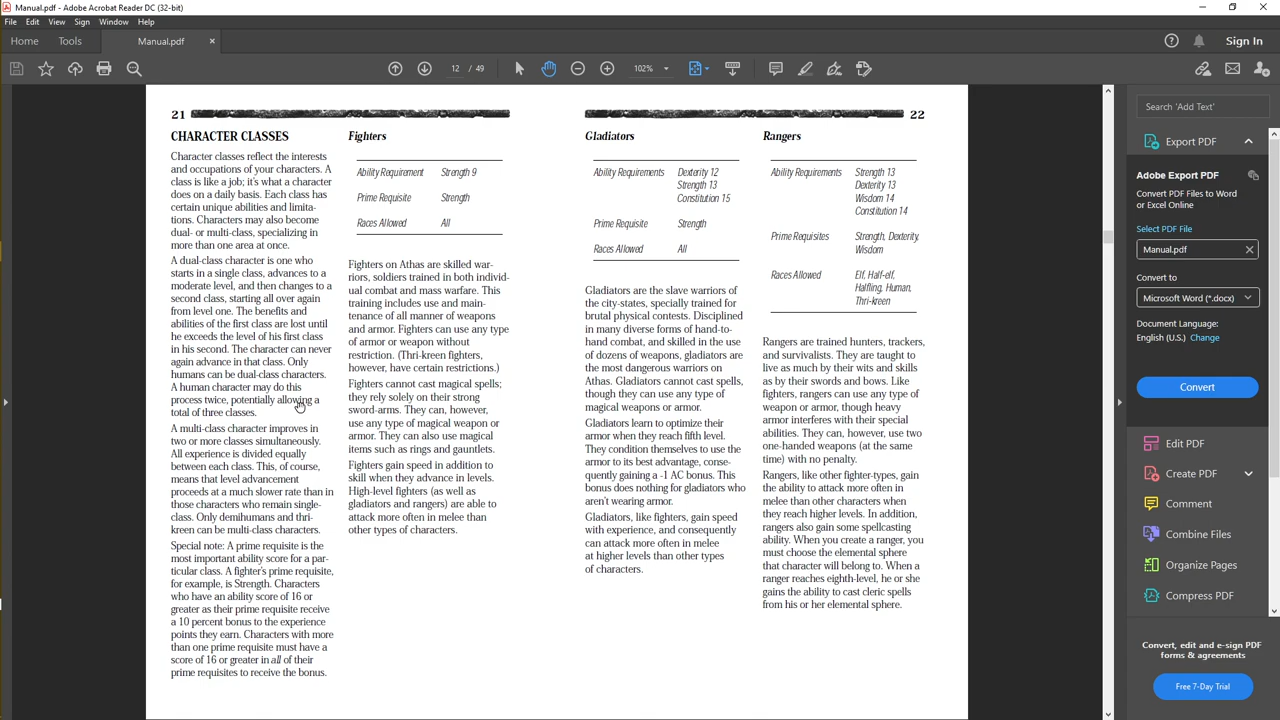 Manual.pdf - Adobe Acrobat Reader DC (32-bit)
File Edit View Sign Window Help
Home Tools Manual.pdf × Sign In
12 / 49 102%
21
CHARACTER CLASSES
Character classes reflect the interests
and occupations of your characters. A
class is like a job; it's what a character
does on a daily basis. Each class has
certain unique abilities and limita-
tions. Characters may also become
dual- or multi-class, specializing in
more than one area at once.
A dual-class character is one who
starts in a single class, advances to a
moderate level, and then changes to a
second class, starting all over again
from level one. The benefits and
abilities of the first class are lost until
he exceeds the level of his first class
in his second. The character can never
again advance in that class. Only
humans can be dual-class characters.
A human character may do this
process twice, potentially allowing a
total of three classes.
A multi-class character improves in
two or more classes simultaneously.
All experience is divided equally
between each class. This, of course,
means that level advancement
proceeds at a much slower rate than in
those characters who remain single-
class. Only demihumans and thri-
kreen can be multi-class characters.
Special note: A prime requisite is the
most important ability score for a par-
ticular class. A fighter's prime requisite,
for example, is Strength. Characters
who have an ability score of 16 or
greater as their prime requisite receive
a 10 percent bonus to the experience
points they earn. Characters with more
than one prime requisite must have a
score of 16 or greater in all of their
prime requisites to receive the bonus.
Fighters
Ability Requirement Strength 9
Prime Requisite Strength
Races Allowed All
Fighters on Athas are skilled war-
riors, soldiers trained in both individ-
ual combat and mass warfare. This
training includes use and main-
tenance of all manner of weapons
and armor. Fighters can use any type
of armor or weapon without
restriction. (Thri-kreen fighters,
however, have certain restrictions.)
Fighters cannot cast magical spells;
they rely solely on their strong
sword-arms. They can, however,
use any type of magical weapon or
armor. They can also use magical
items such as rings and gauntlets.
Fighters gain speed in addition to
skill when they advance in levels.
High-level fighters (as well as
gladiators and rangers) are able to
attack more often in melee than
other types of characters.
22
Gladiators
Ability Requirements Dexterity 12
Strength 13
Constitution 15
Prime Requisite Strength
Races Allowed All
Gladiators are the slave warriors of
the city-states, specially trained for
brutal physical contests. Disciplined
in many diverse forms of hand-to-
hand combat, and skilled in the use
of dozens of weapons, gladiators are
the most dangerous warriors on
Athas. Gladiators cannot cast spells,
though they can use any type of
magical weapons or armor.
Gladiators learn to optimize their
armor when they reach fifth level.
They condition themselves to use the
armor to its best advantage, conse-
quently gaining a -1 AC bonus. This
bonus does nothing for gladiators who
aren't wearing armor.
Gladiators, like fighters, gain speed
with experience, and consequently
can attack more often in melee
at higher levels than other types
of characters.
Rangers
Ability Requirements Strength 13
Dexterity 13
Wisdom 14
Constitution 14
Prime Requisites Strength, Dexterity,
Wisdom
Races Allowed Elf, Half-elf,
Halfling, Human,
Thri-kreen
Rangers are trained hunters, trackers,
and survivalists. They are taught to
live as much by their wits and skills
as by their swords and bows. Like
fighters, rangers can use any type of
weapon or armor, though heavy
armor interferes with their special
abilities. They can, however, use two
one-handed weapons (at the same
time) with no penalty.
Rangers, like other fighter-types, gain
the ability to attack more often in
melee than other characters when
they reach higher levels. In addition,
rangers also gain some spellcasting
ability. When you create a ranger, you
must choose the elemental sphere
that character will belong to. When a
ranger reaches eighth-level, he or she
gains the ability to cast cleric spells
from his or her elemental sphere.
Search 'Add Text'
Export PDF
Adobe Export PDF
Convert PDF Files to Word
or Excel Online
Select PDF File
Manual.pdf
Convert to
Microsoft Word (*.docx)
Document Language:
English (U.S.) Change
Convert
Edit PDF
Create PDF
Comment
Combine Files
Organize Pages
Compress PDF
Convert, edit and e-sign PDF
forms & agreements
Free 7-Day Trial